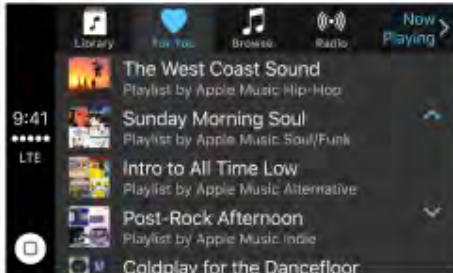 Library
For You
Browse
Radio
Now
Playing
The West Coast Sound
Playlist by Apple Music Hip-Hop
9:41
Sunday Morning Soul
Playlist by Apple Music Soul/Funk
LTE
Intro to All Time Low
Playlist by Apple Music Alternative
Post-Rock Afternoon
Playlist by Apple Music Indie
Coldplay for the Dancefloor